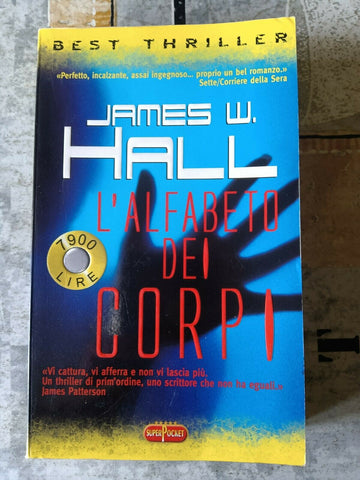 BEST THRILLER
«Perfetto, incalzante, assai ingegnoso... proprio un bel romanzo.»
Sette/Corriere della Sera
JAMES W.
HALL
L'ALFABETO
DEI
CORPI
7900
LIRE
«Vi cattura, vi afferra e non vi lascia più.
Un thriller di prim'ordine, uno scrittore che non ha eguali.»
James Patterson
SUPERPOCKET